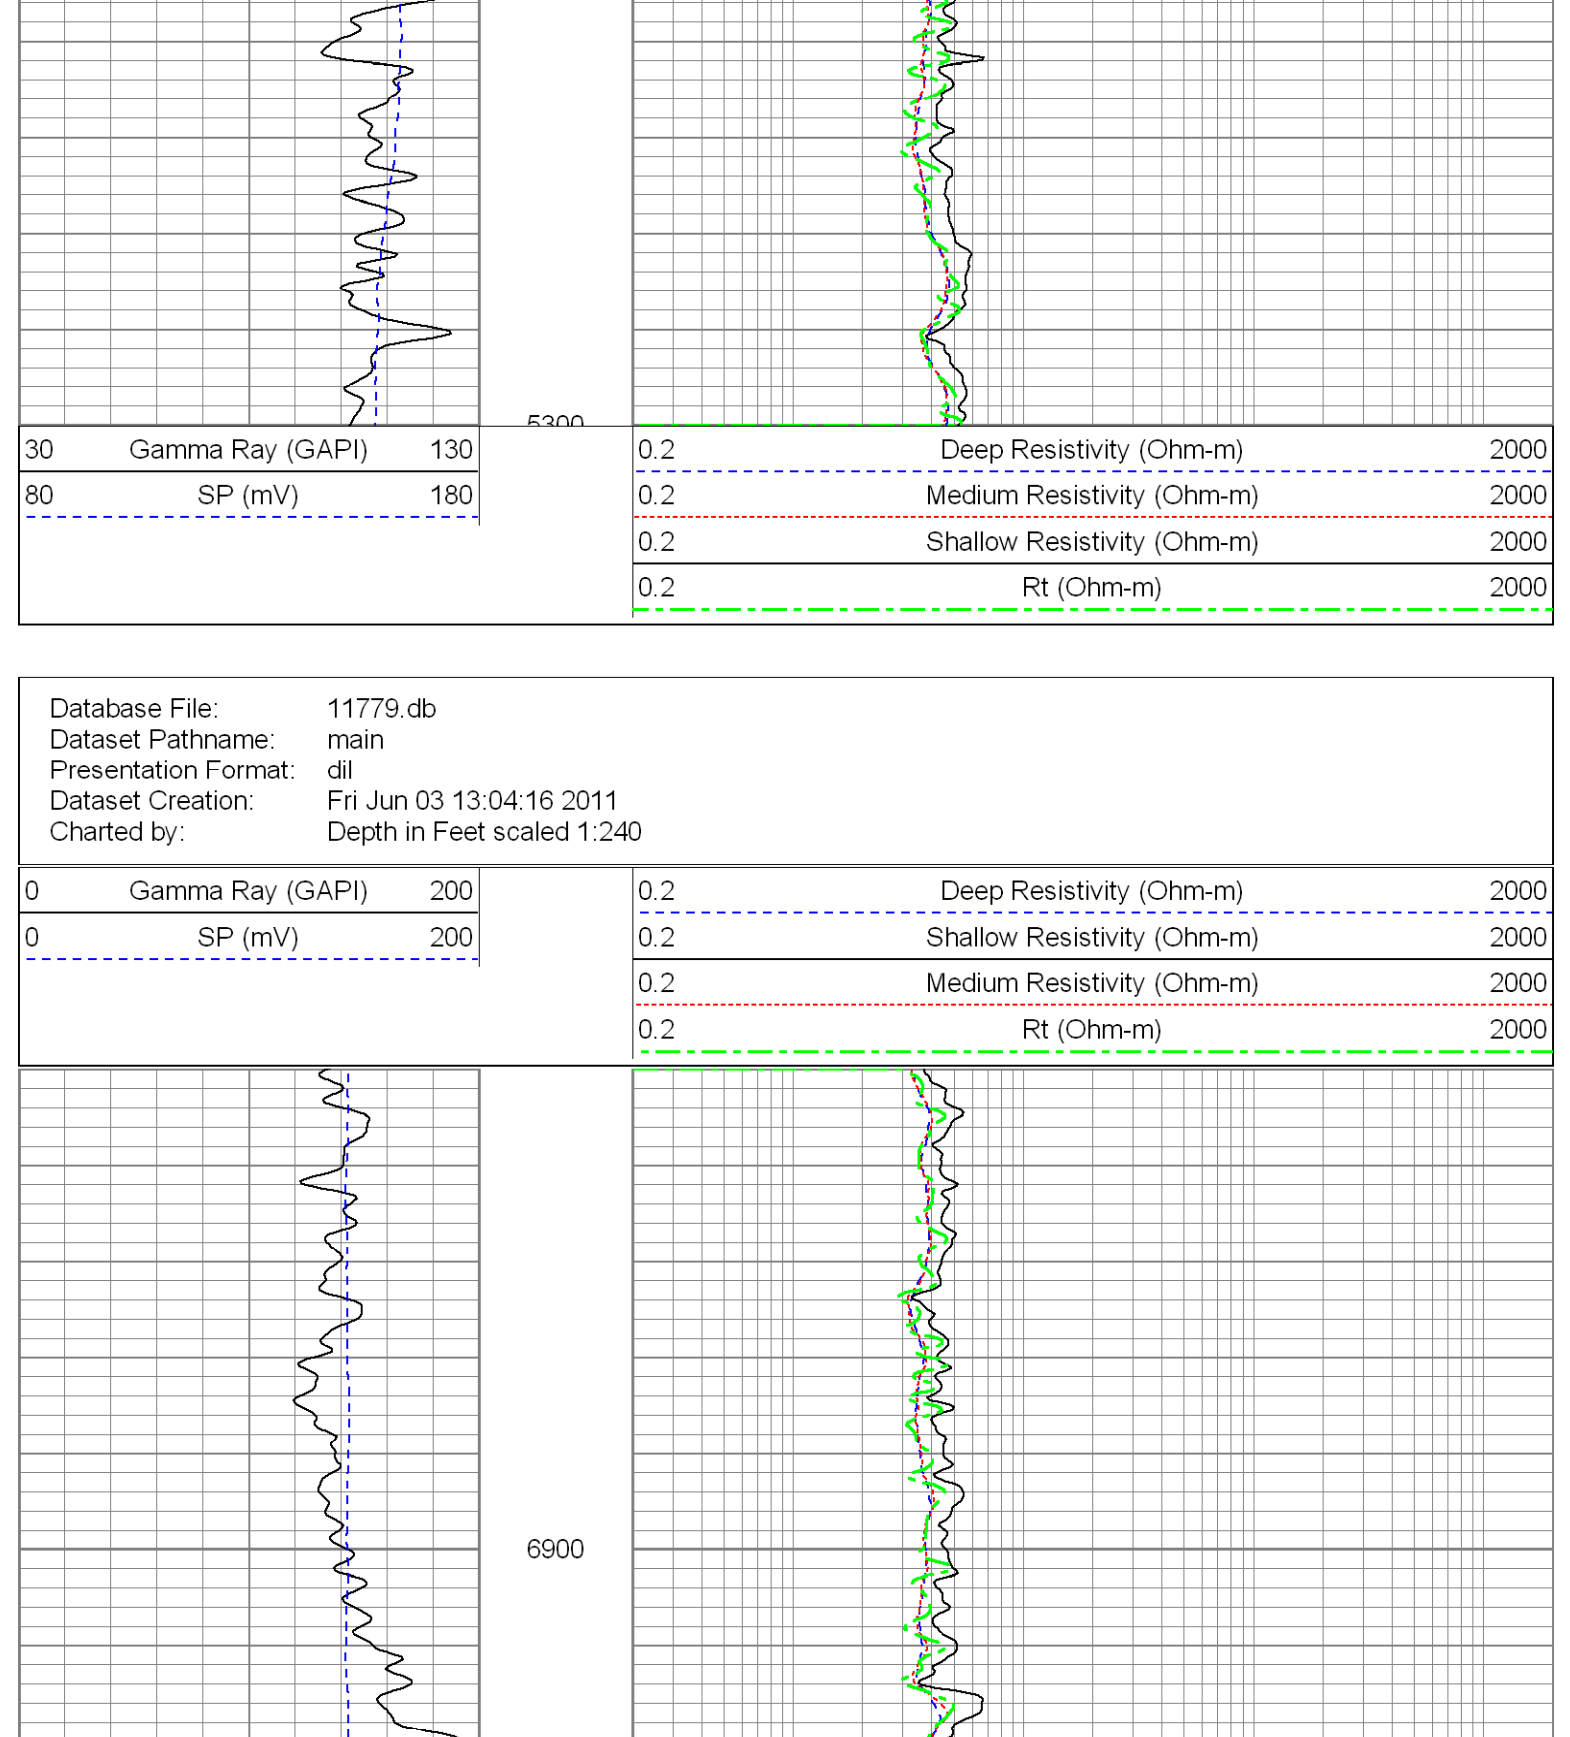 5300
30 Gamma Ray (GAPI) 130
0.2 Deep Resistivity (Ohm-m) 2000
80 SP (mV) 180
0.2 Medium Resistivity (Ohm-m) 2000
0.2 Shallow Resistivity (Ohm-m) 2000
0.2 Rt (Ohm-m) 2000
Database File: 11779.db
Dataset Pathname: main
Presentation Format: dil
Dataset Creation: Fri Jun 03 13:04:16 2011
Charted by: Depth in Feet scaled 1:240
0 Gamma Ray (GAPI) 200
0.2 Deep Resistivity (Ohm-m) 2000
0 SP (mV) 200
0.2 Shallow Resistivity (Ohm-m) 2000
0.2 Medium Resistivity (Ohm-m) 2000
0.2 Rt (Ohm-m) 2000
6900